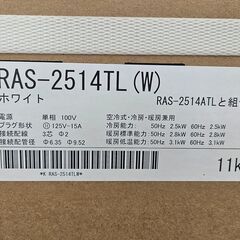 RAS-2514TL(W)
ホワイト RAS-2514ATLと組
電源 単相 100V 空冷式・冷房・暖房兼用
プラグ形状 125V-15A 冷房能力: 50Hz 2.5kW 60Hz 2.5kW
接続配線 3芯 Φ2 暖房標準能力: 50Hz 2.8kW 60Hz 2.8kW
接続配管径 Φ6.35 Φ9.52 暖房低温能力: 50Hz 3.1kW 60Hz 3.1kW
*K RAS-2514TLW*
11k